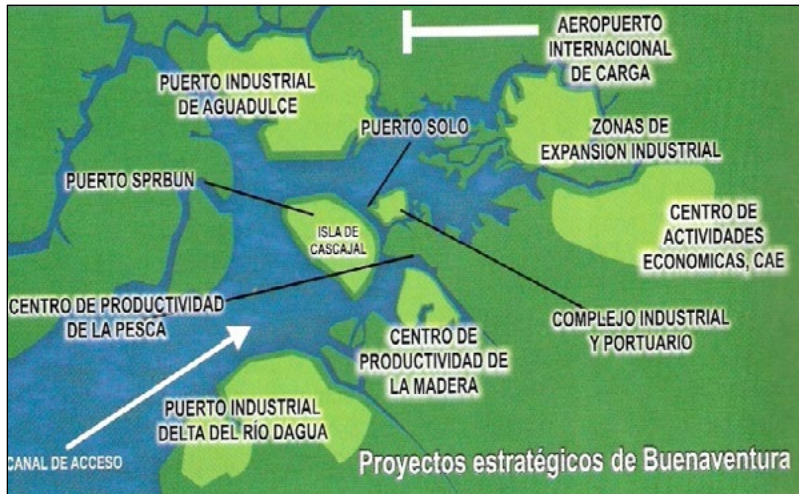 AEROPUERTO
INTERNACIONAL
DE CARGA
PUERTO INDUSTRIAL
DE AGUADULCE
PUERTO SOLO
ZONAS DE
EXPANSION INDUSTRIAL
PUERTO SPRBUN
ISLA DE
CASCAJAL
CENTRO DE
ACTIVIDADES
ECONOMICAS, CAE
CENTRO DE PRODUCTIVIDAD
DE LA PESCA
COMPLEJO INDUSTRIAL
Y PORTUARIO
CENTRO DE
PRODUCTIVIDAD DE
LA MADERA
PUERTO INDUSTRIAL
DELTA DEL RÍO DAGUA
CANAL DE ACCESO
Proyectos estratégicos de Buenaventura